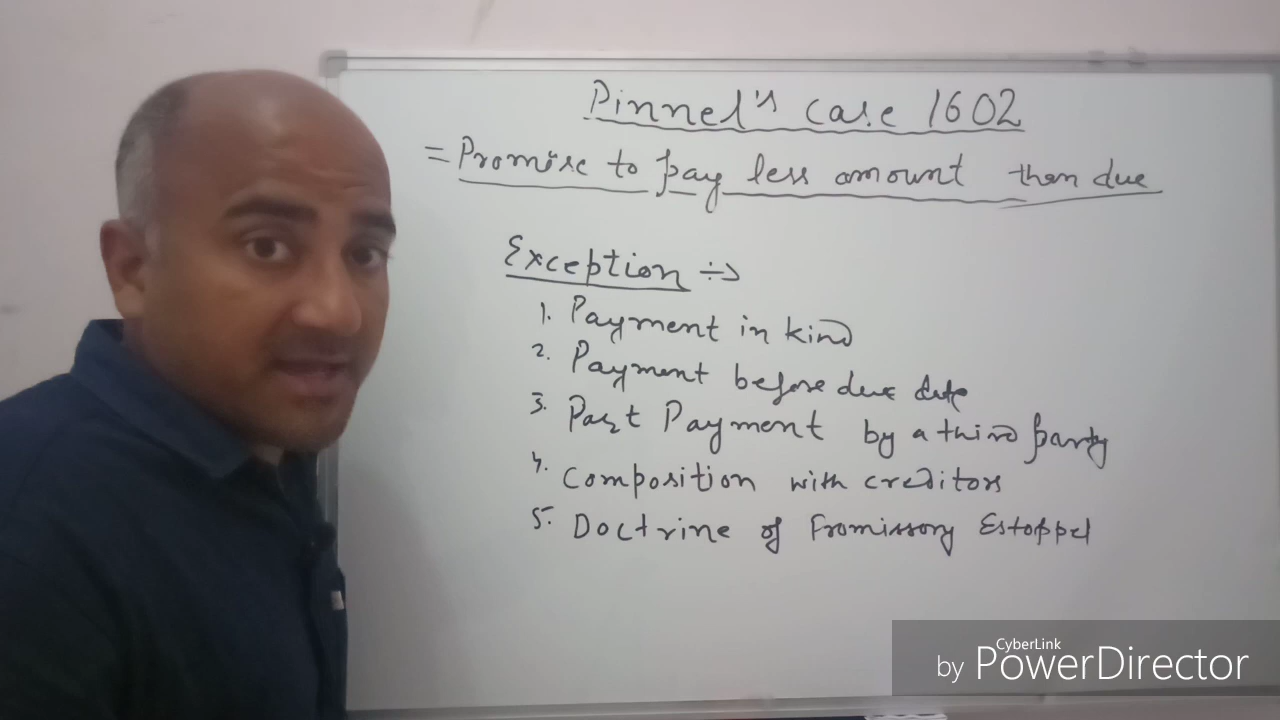 Pinnel's case 1602
= Promise to pay less amount then due
Exception ÷>
1. Payment in kind
2. Payment before due date
3. Part Payment by a third party
4. Composition with creditors
5. Doctrine of Promissory Estoppel
CyberLink
by PowerDirector